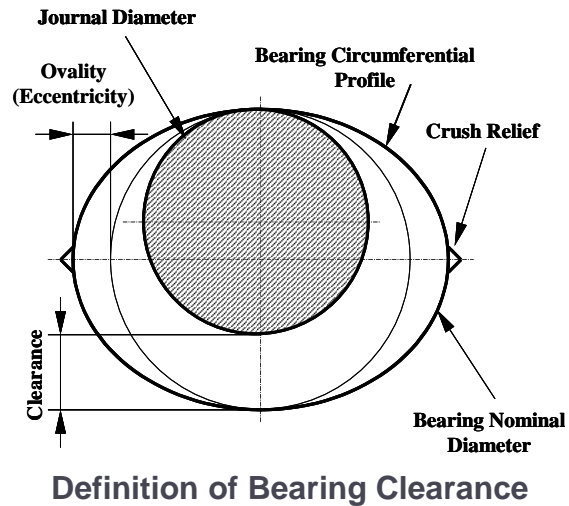 Journal Diameter
Ovality
(Eccentricity)
Bearing Circumferential
Profile
Crush Relief
Clearance
Bearing Nominal
Diameter
Definition of Bearing Clearance